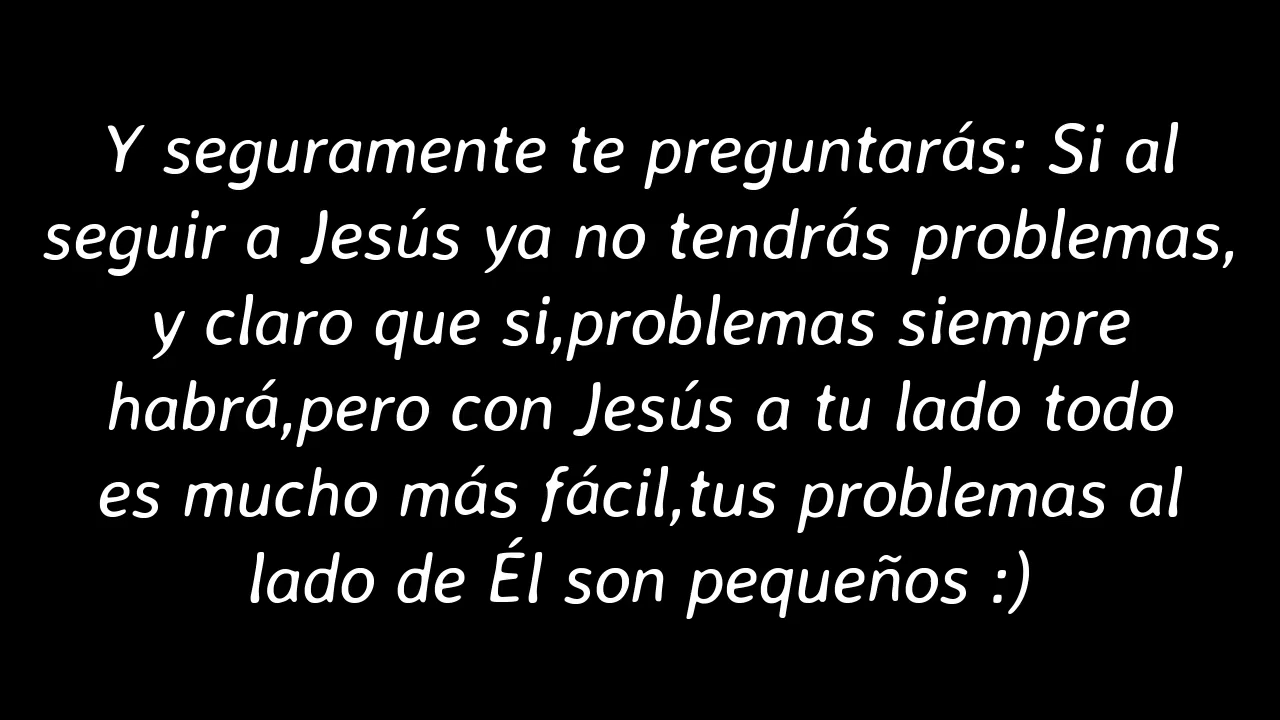 Y seguramente te preguntarás: Si al
seguir a Jesús ya no tendrás problemas,
y claro que si,problemas siempre
habrá,pero con Jesús a tu lado todo
es mucho más fácil,tus problemas al
lado de Él son pequeños :)